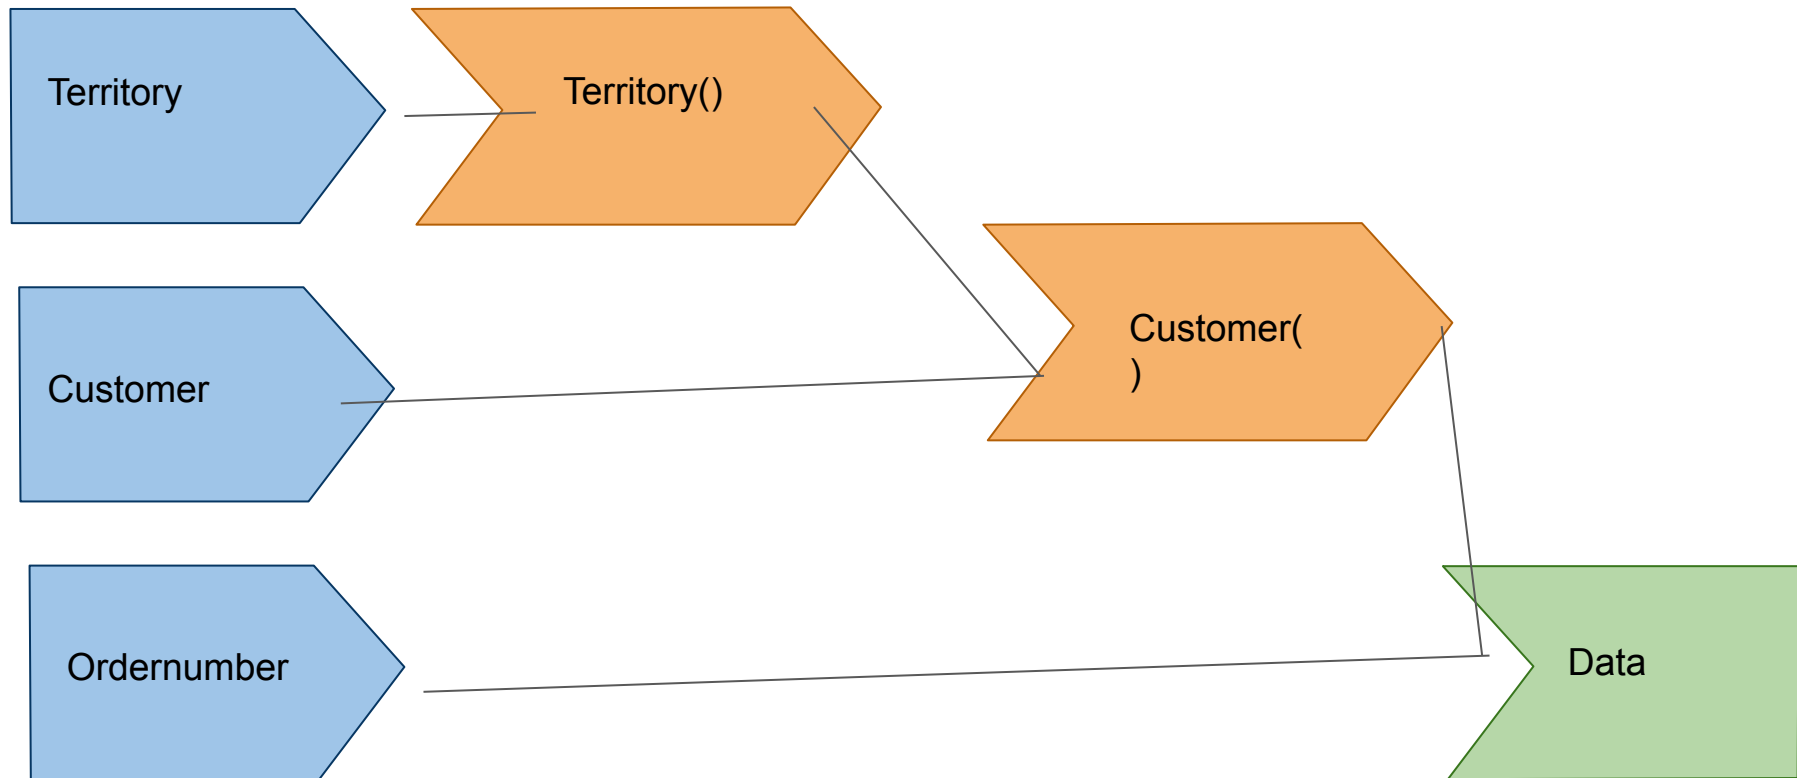 Territory
Territory()
Customer(
)
Customer
Ordernumber
Data